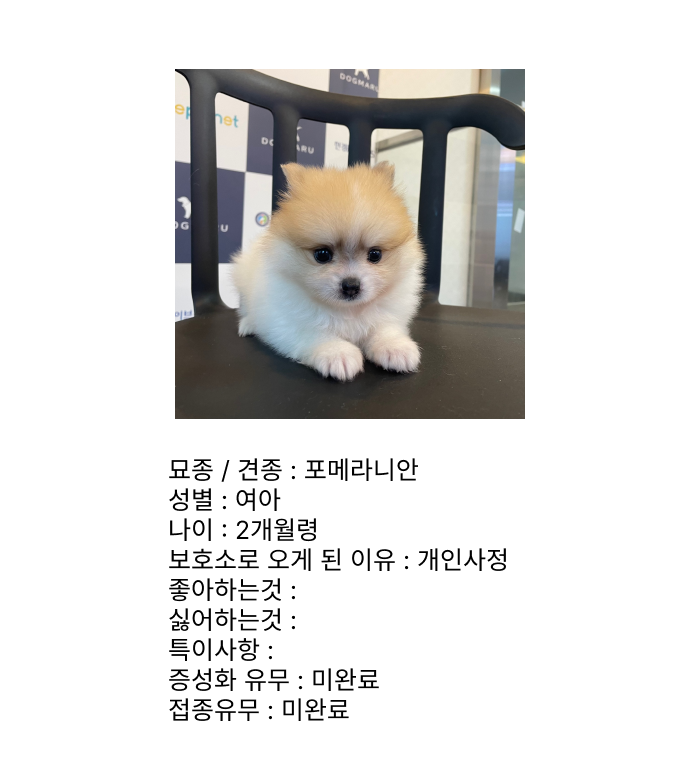 DOGMARU
DOGMARU
DOGMARU
묘종 / 견종 : 포메라니안
성별 : 여아
나이 : 2개월령
보호소로 오게 된 이유 : 개인사정
좋아하는것 :
싫어하는것 :
특이사항 :
증성화 유무 : 미완료
접종유무 : 미완료